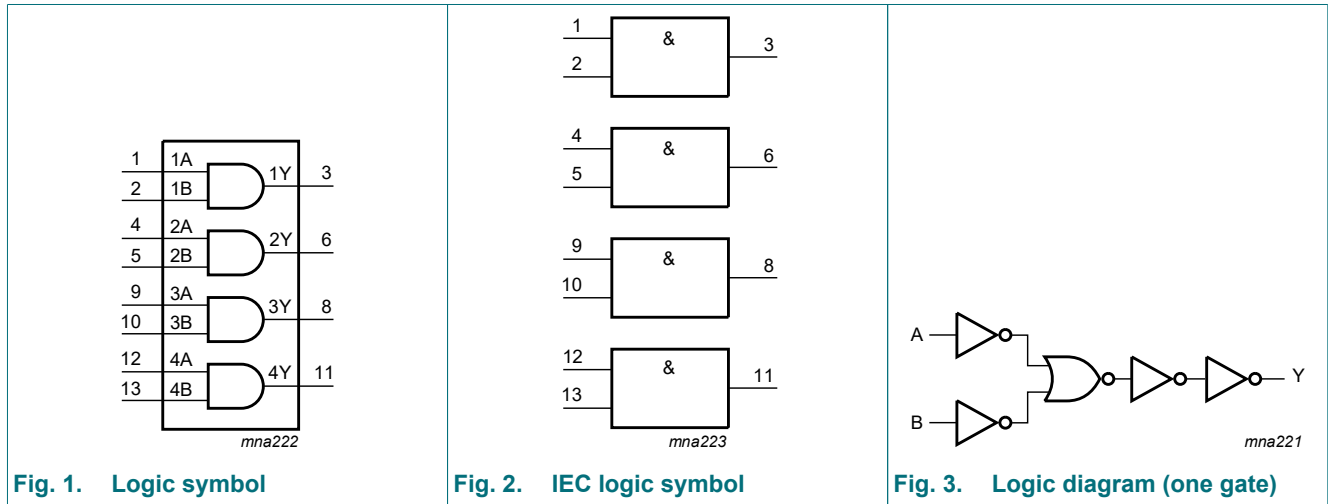 1 1A 1Y 3
2 1B
4 2A 2Y 6
5 2B
9 3A 3Y 8
10 3B
12 4A 4Y 11
13 4B
mna222
Fig. 1. Logic symbol
1 & 3
2
4 & 6
5
9 & 8
10
12 & 11
13
mna223
Fig. 2. IEC logic symbol
A
Y
B
mna221
Fig. 3. Logic diagram (one gate)